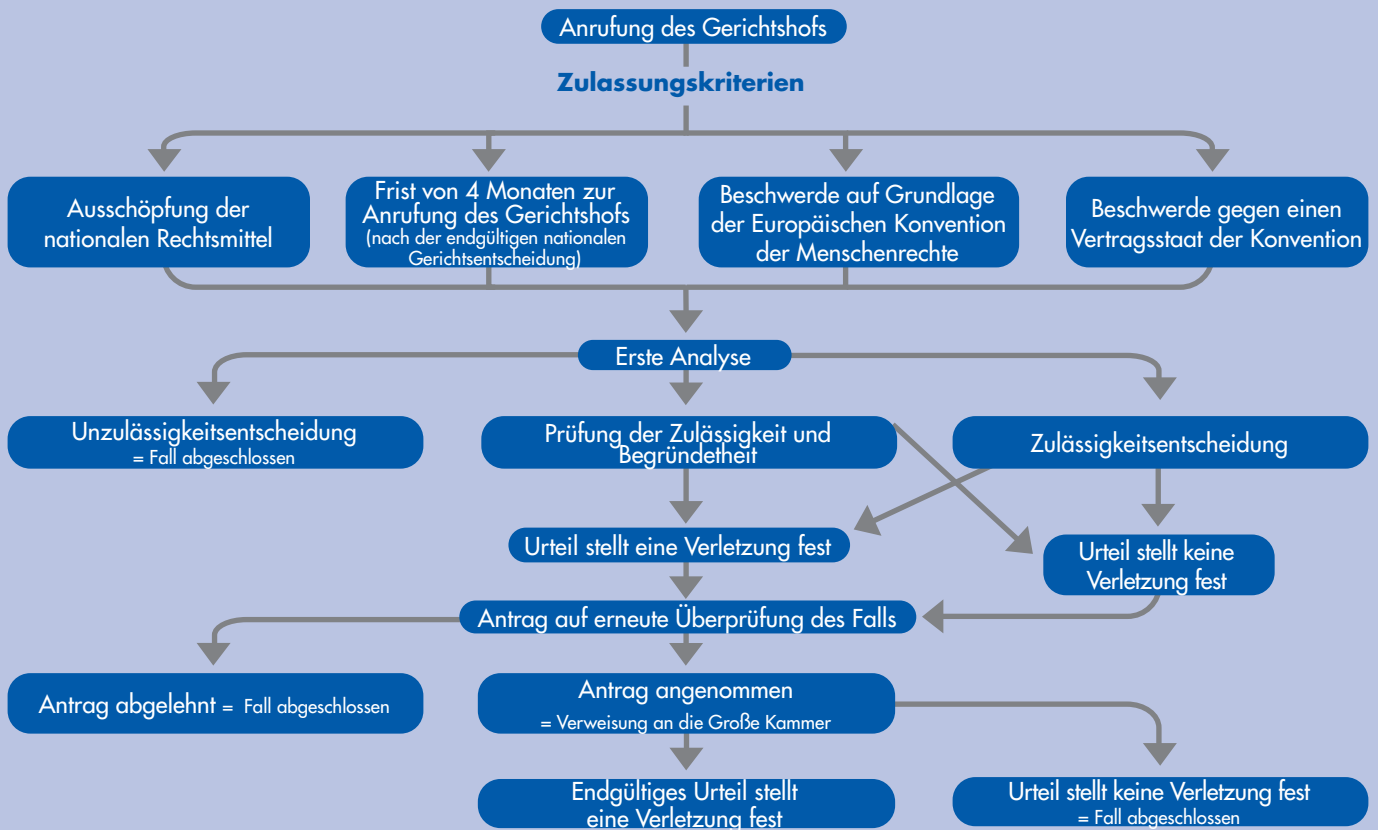 Anrufung des Gerichtshofs
Zulassungskriterien
Ausschöpfung der
nationalen Rechtsmittel
Frist von 4 Monaten zur
Anrufung des Gerichtshofs
(nach der endgültigen nationalen
Gerichtsentscheidung)
Beschwerde auf Grundlage
der Europäischen Konvention
der Menschenrechte
Beschwerde gegen einen
Vertragsstaat der Konvention
Erste Analyse
Unzulässigkeitsentscheidung
= Fall abgeschlossen
Prüfung der Zulässigkeit und
Begründetheit
Zulässigkeitsentscheidung
Urteil stellt eine Verletzung fest
Urteil stellt keine
Verletzung fest
Antrag auf erneute Überprüfung des Falls
Antrag abgelehnt = Fall abgeschlossen
Antrag angenommen
= Verweisung an die Große Kammer
Endgültiges Urteil stellt
eine Verletzung fest
Urteil stellt keine Verletzung fest
= Fall abgeschlossen